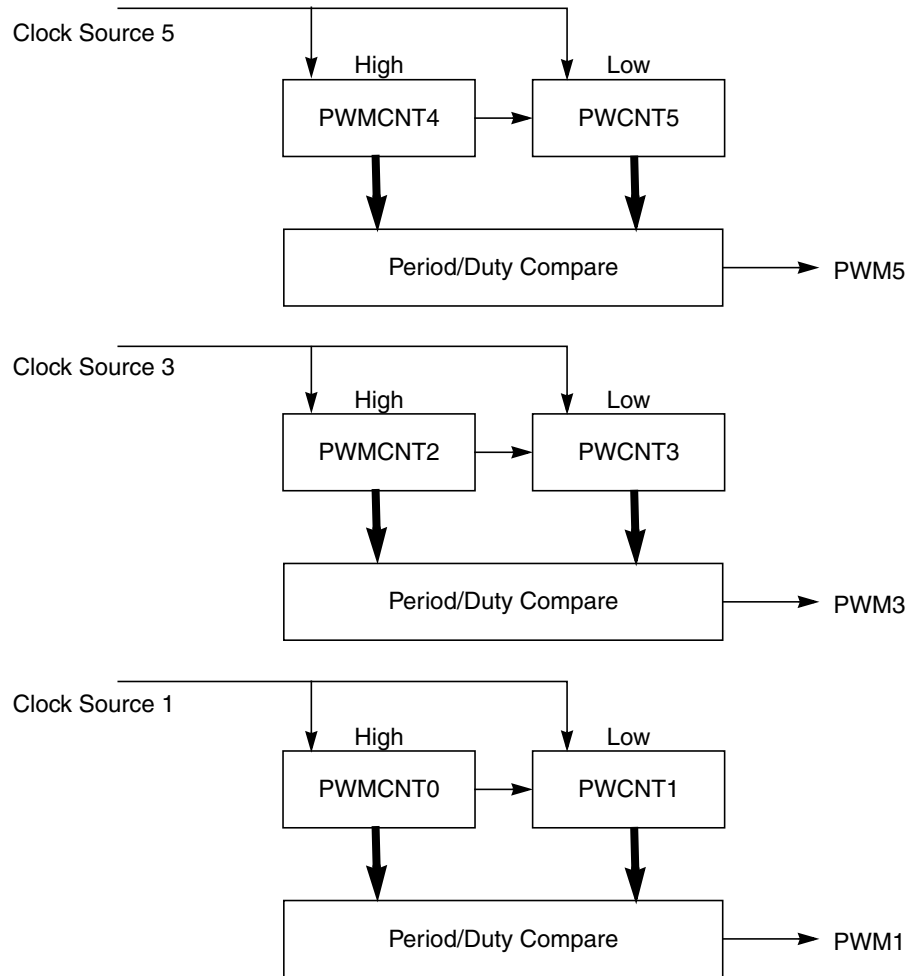 Clock Source 5
High
Low
PWMCNT4
PWCNT5
Period/Duty Compare
PWM5
Clock Source 3
High
Low
PWMCNT2
PWCNT3
Period/Duty Compare
PWM3
Clock Source 1
High
Low
PWMCNT0
PWCNT1
Period/Duty Compare
PWM1